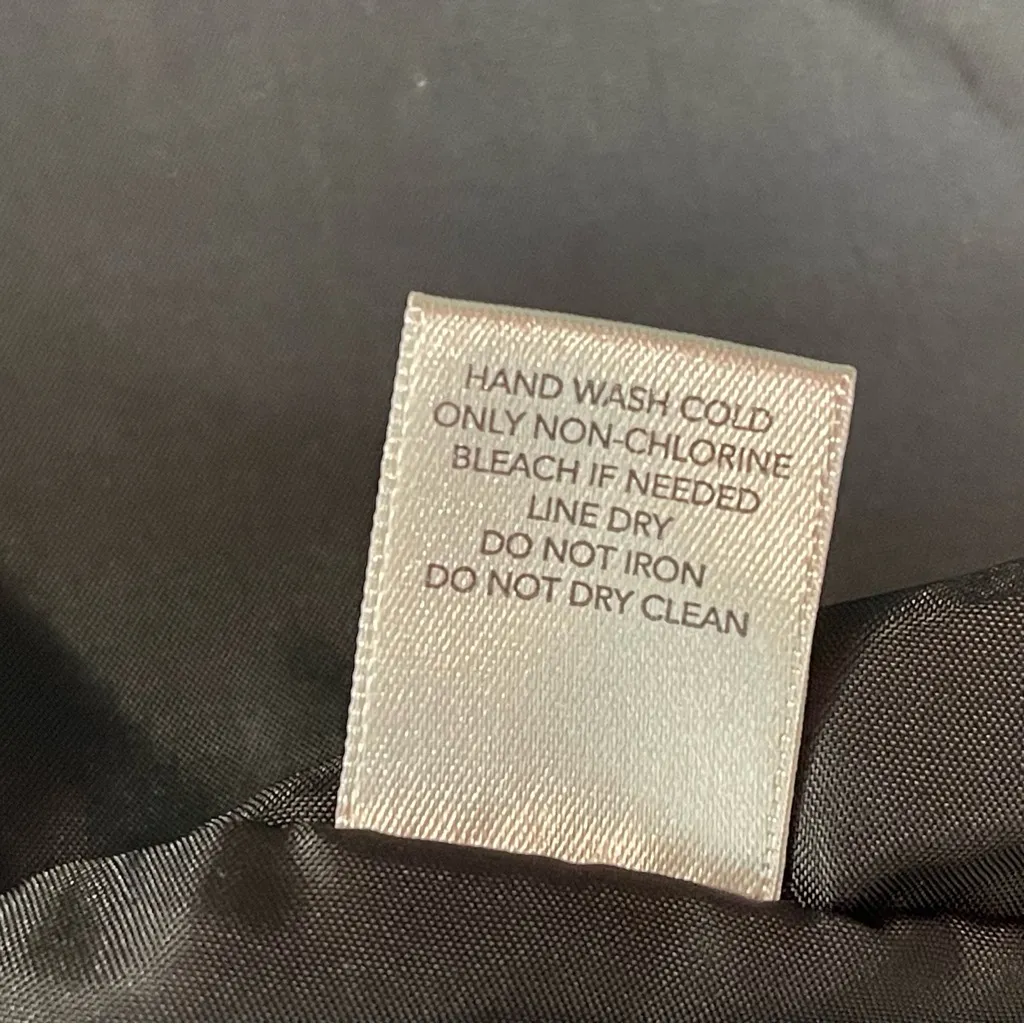 HAND WASH COLD
ONLY NON-CHLORINE
BLEACH IF NEEDED
LINE DRY
DO NOT IRON
DO NOT DRY CLEAN